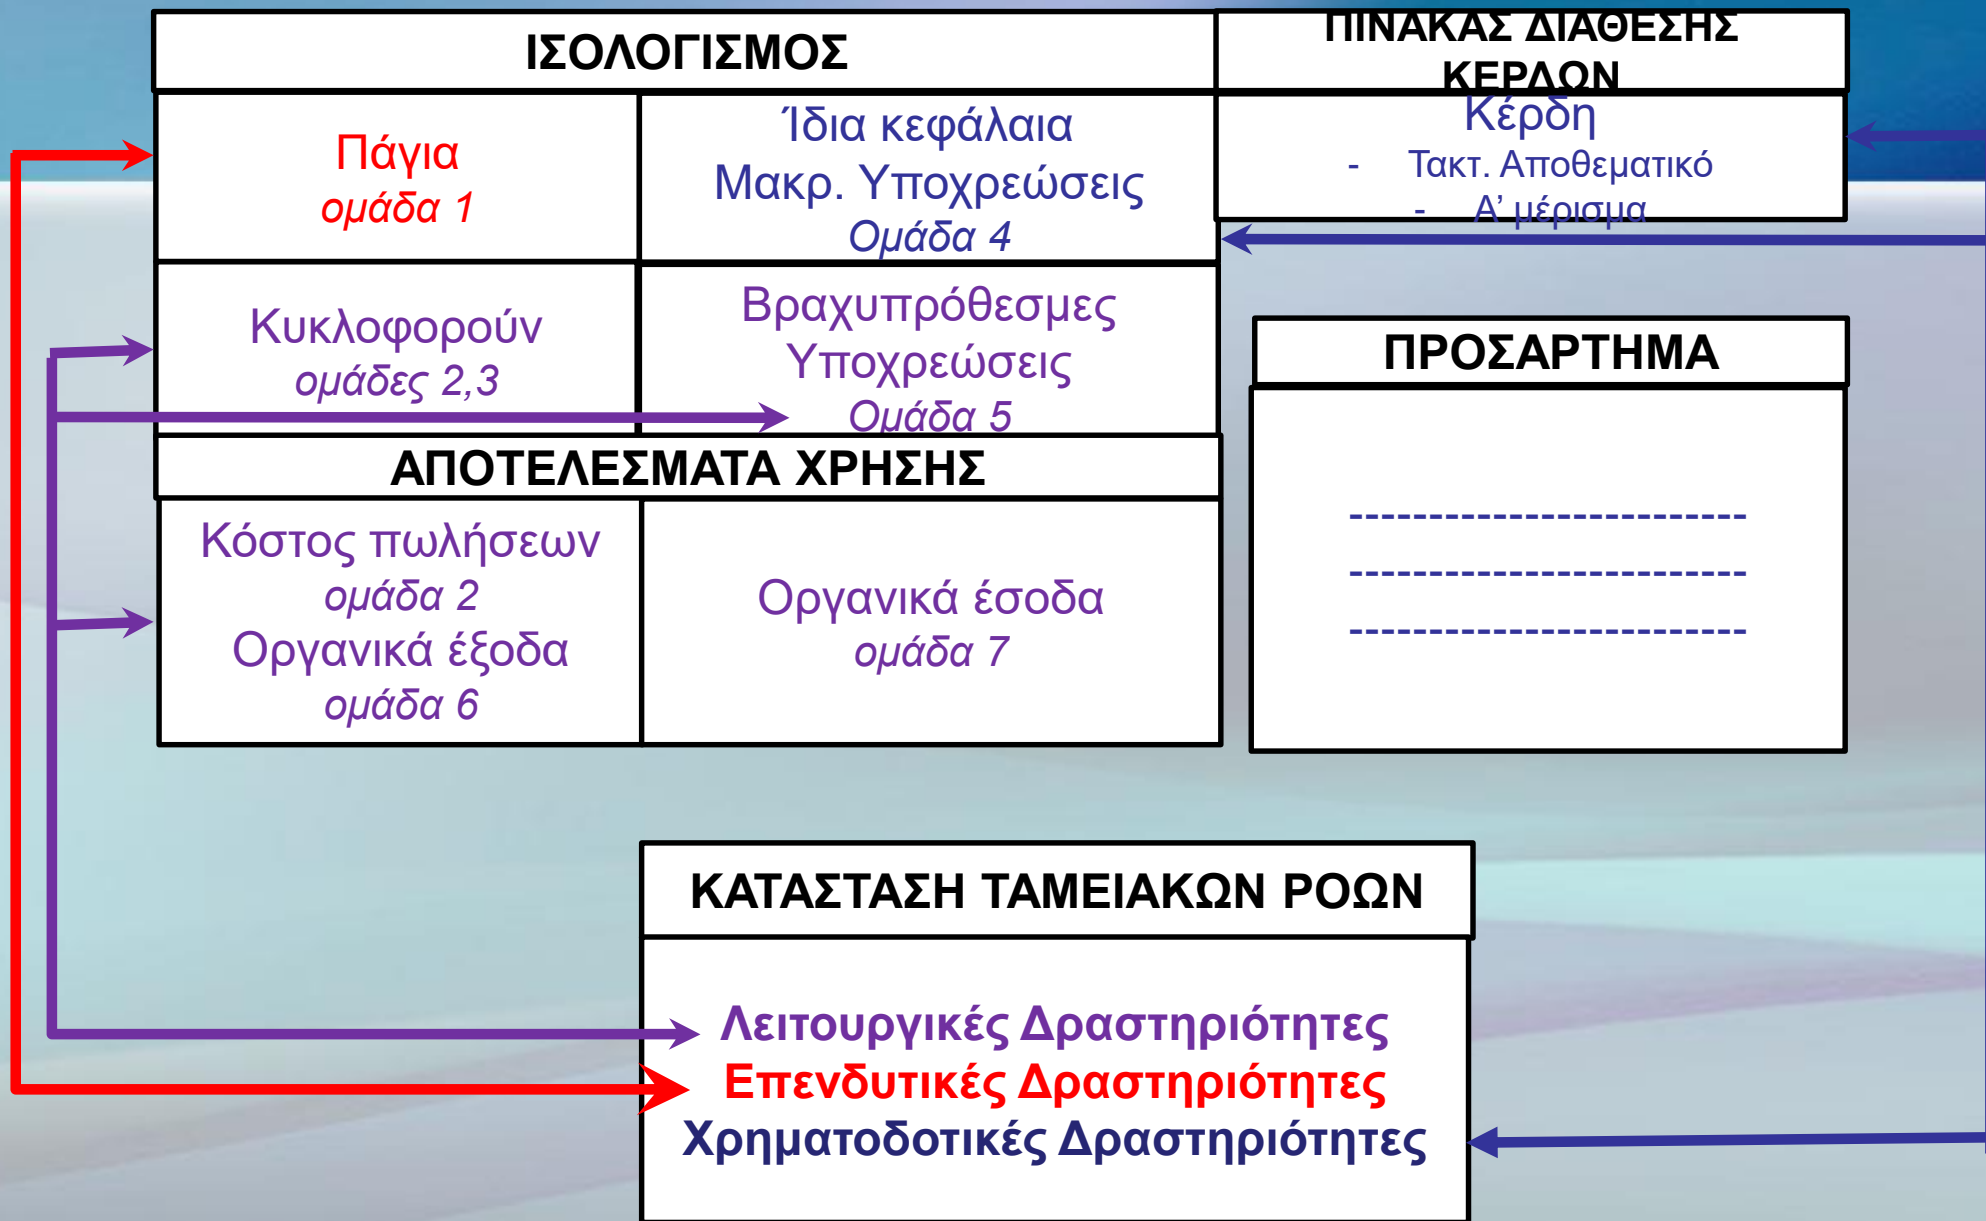 ΙΣΟΛΟΓΙΣΜΟΣ
ΠΙΝΑΚΑΣ ΔΙΑΘΕΣΗΣ
ΚΕΡΔΩΝ
Πάγια
ομάδα 1
Ίδια κεφάλαια
Μακρ. Υποχρεώσεις
Ομάδα 4
Κέρδη
- Τακτ. Αποθεματικό
- Α’ μέρισμα
Κυκλοφορούν
ομάδες 2,3
Βραχυπρόθεσμες
Υποχρεώσεις
Ομάδα 5
ΠΡΟΣΑΡΤΗΜΑ
-------------------------
-------------------------
-------------------------
ΑΠΟΤΕΛΕΣΜΑΤΑ ΧΡΗΣΗΣ
Κόστος πωλήσεων
ομάδα 2
Οργανικά έξοδα
ομάδα 6
Οργανικά έσοδα
ομάδα 7
ΚΑΤΑΣΤΑΣΗ ΤΑΜΕΙΑΚΩΝ ΡΟΩΝ
Λειτουργικές Δραστηριότητες
Επενδυτικές Δραστηριότητες
Χρηματοδοτικές Δραστηριότητες